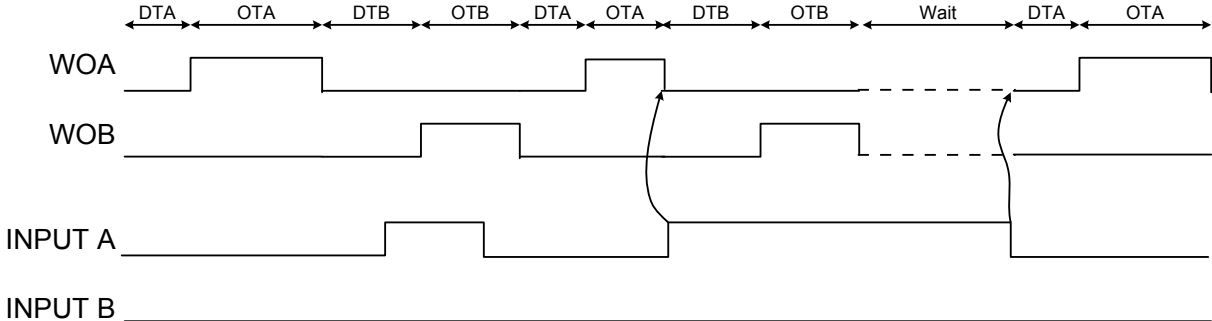 DTA OTA DTB OTB DTA OTA DTB OTB Wait DTA OTA
WOA
WOB
INPUT A
INPUT B